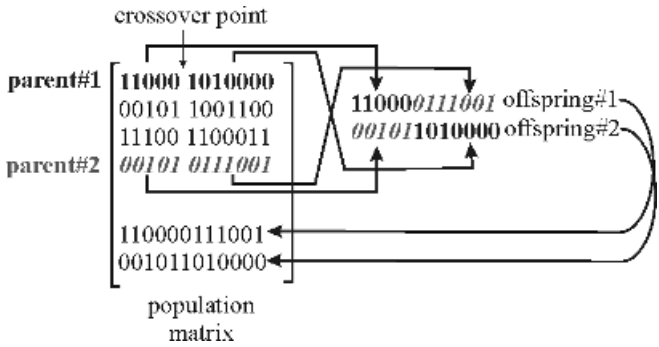 crossover point
parent#1 11000 1010000
00101 1001100
11100 1100011
parent#2 00101 0111001
110000111001
001011010000
110000111001 offspring#1
001011010000 offspring#2
population
matrix